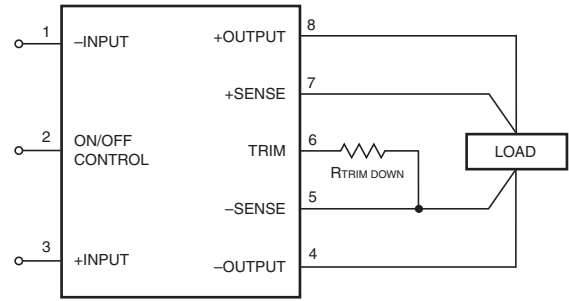 1
–INPUT
2
ON/OFF
CONTROL
3
+INPUT
+OUTPUT
8
+SENSE
7
TRIM
6
RTRIM DOWN
–SENSE
5
–OUTPUT
4
LOAD